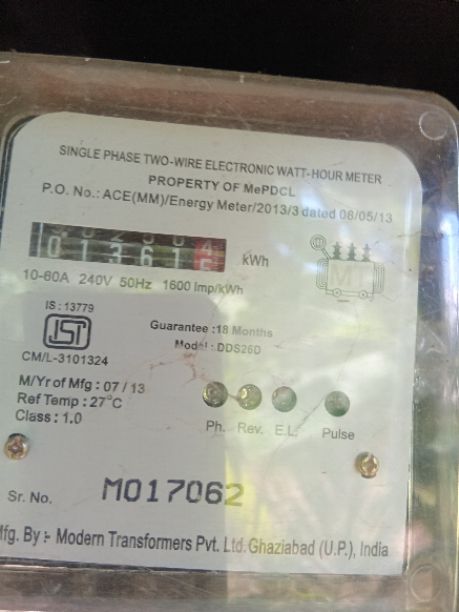 SINGLE PHASE TWO-WIRE ELECTRONIC WATT-HOUR METER
PROPERTY OF MePDCL
P.O. No.: ACE(MM)/Energy Meter/2013/3 dated 06/05/13
01361 kWh
10-60A 240V 50Hz 1600 Imp/kWh
IS : 13779
CM/L-3101324
Guarantee :18 Months
Model : DDS26D
M/Yr of Mfg : 07 / 13
Ref Temp : 27°C
Class : 1.0
Ph. Rev. E.L. Pulse
Sr. No. M017062
Mfg. By :- Modern Transformers Pvt. Ltd. Ghaziabad (U.P.), India